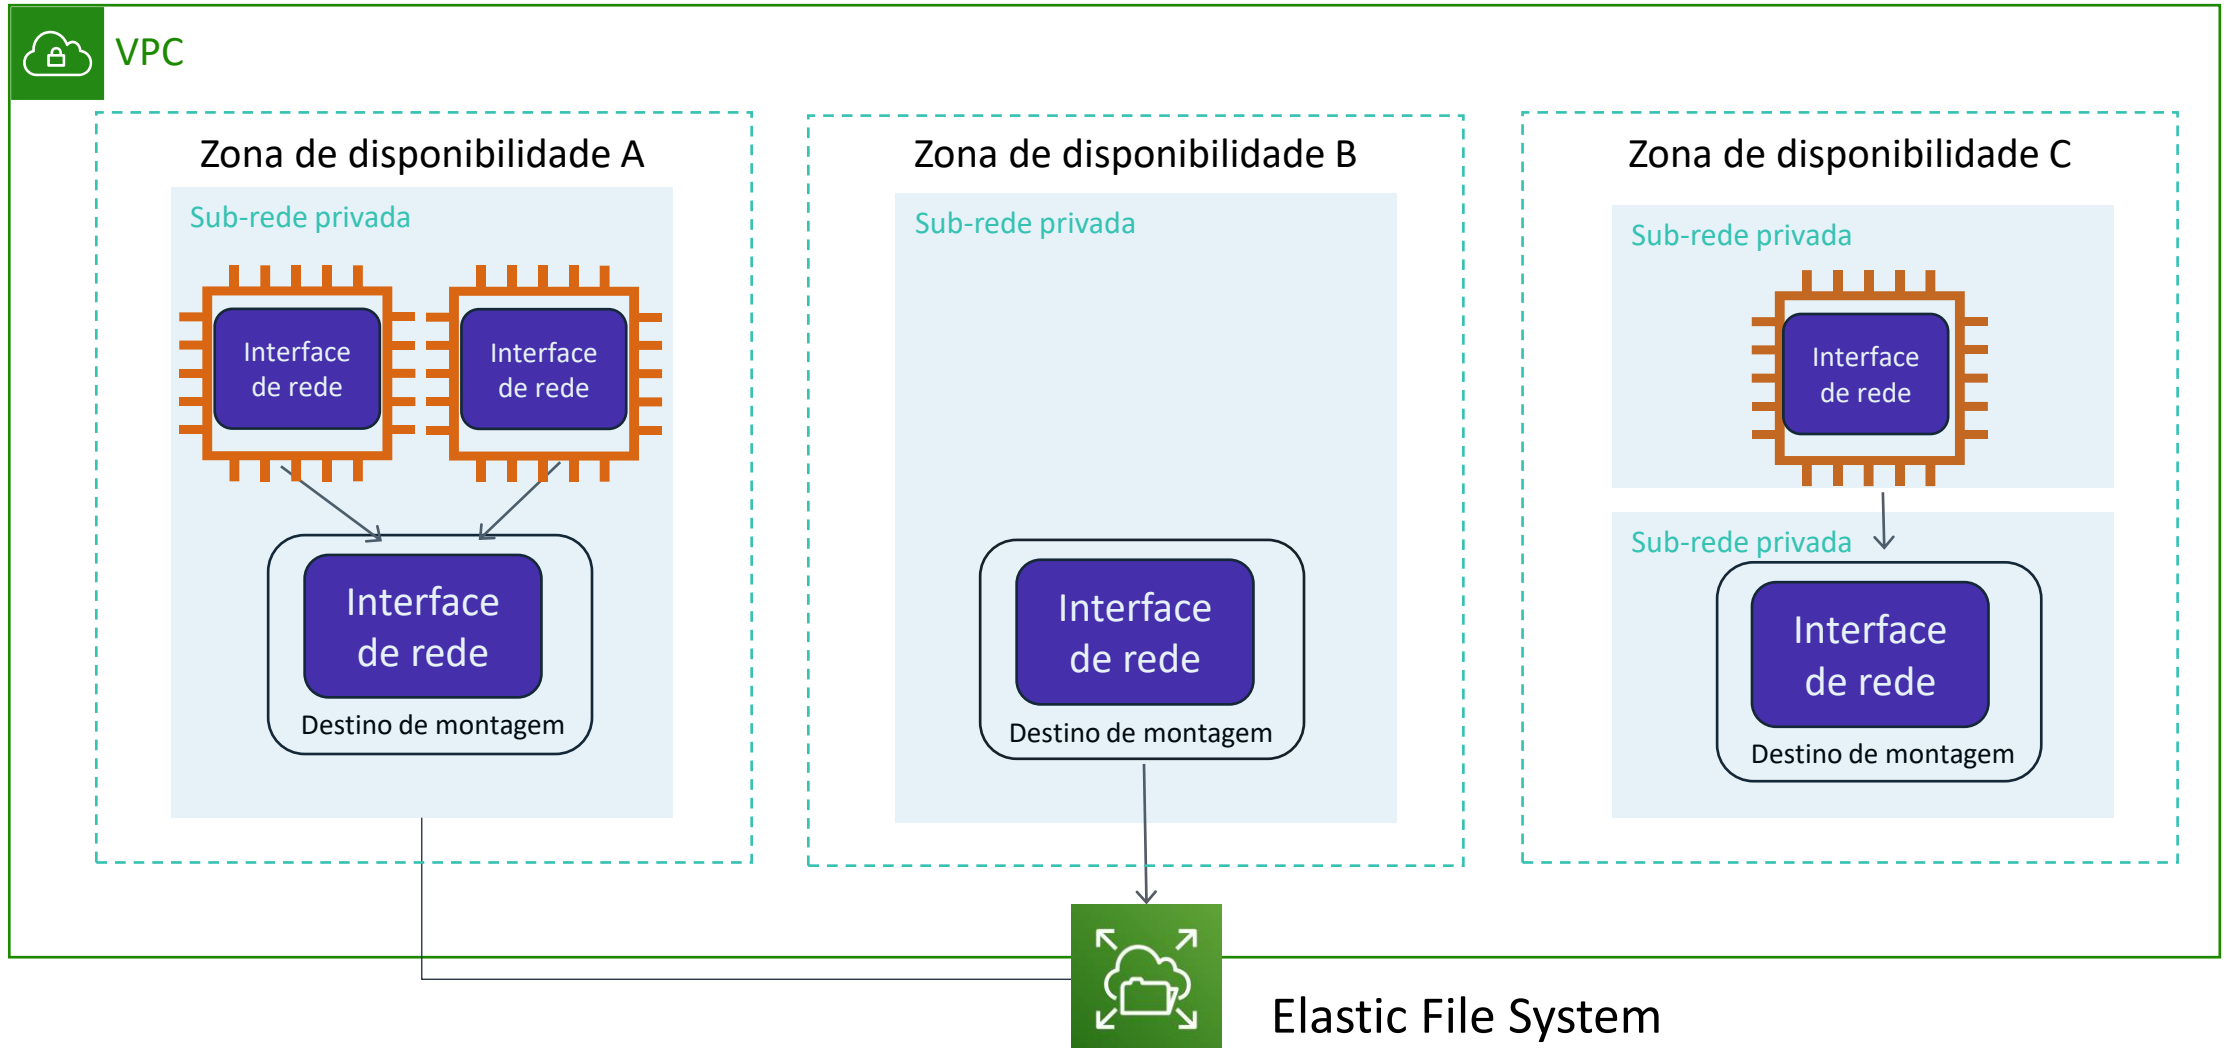 VPC
Zona de disponibilidade A
Sub-rede privada
Interface
de rede
Interface
de rede
Interface
de rede
Destino de montagem
Zona de disponibilidade B
Sub-rede privada
Interface
de rede
Destino de montagem
Zona de disponibilidade C
Sub-rede privada
Interface
de rede
Sub-rede privada
Interface
de rede
Destino de montagem
Elastic File System